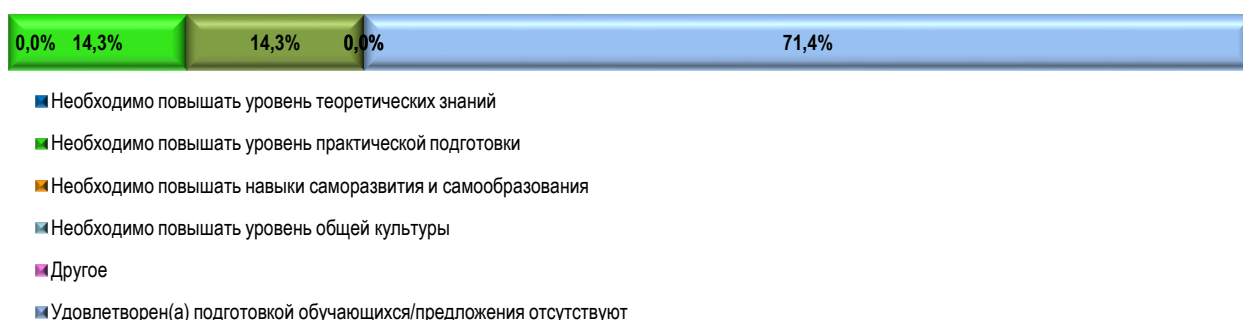 0,0% 14,3% 14,3% 0,0% 71,4%
Необходимо повышать уровень теоретических знаний
Необходимо повышать уровень практической подготовки
Необходимо повышать навыки саморазвития и самообразования
Необходимо повышать уровень общей культуры
Другое
Удовлетворен(а) подготовкой обучающихся/предложения отсутствуют